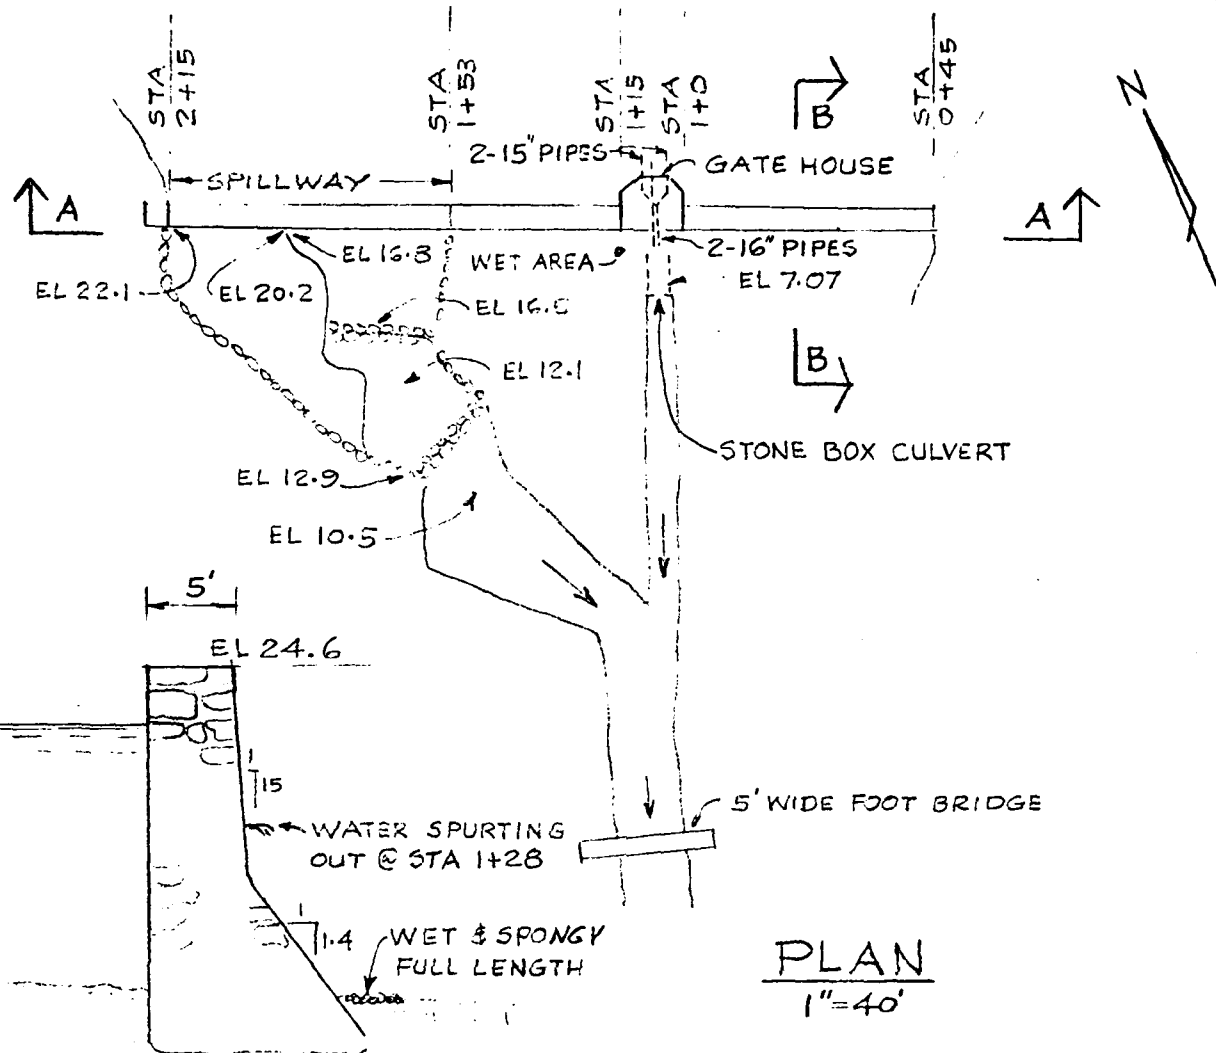 STA
2+15
STA
1+53
STA
1+15
STA
1+0
STA
0+45
N
B
2-15" PIPES
GATE HOUSE
SPILLWAY
A
A
WET AREA
2-16" PIPES
EL 7.07
EL 22.1
EL 20.2
EL 16.8
EL 12.1
B
STONE BOX CULVERT
EL 12.9
EL 10.5
5'
EL 24.6
1
15
5' WIDE FOOT BRIDGE
WATER SPURTING
OUT @ STA 1+28
1
1.4
WET & SPONGY
FULL LENGTH
PLAN
1"=40'